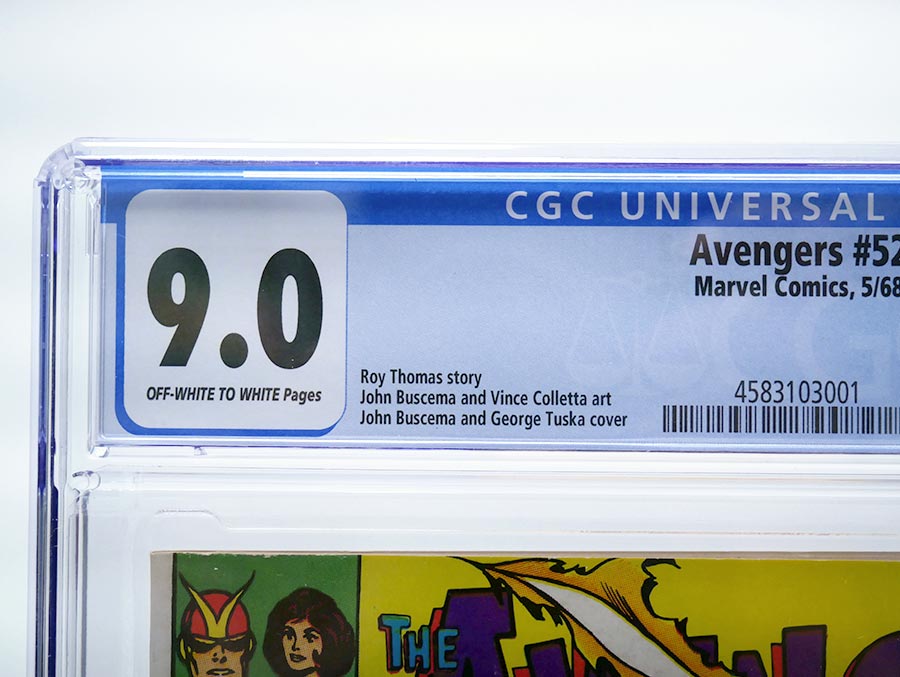 CGC UNIVERSAL
Avengers #52
Marvel Comics, 5/68
9.0
OFF-WHITE TO WHITE Pages
Roy Thomas story
John Buscema and Vince Colletta art
John Buscema and George Tuska cover
4583103001
THE